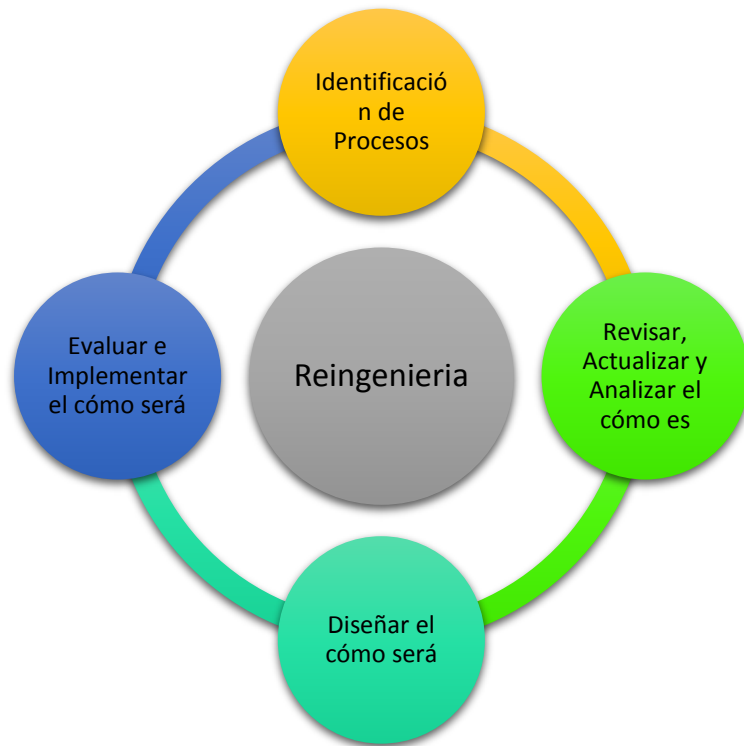 Identificació
n de
Procesos
Revisar,
Actualizar y
Analizar el
cómo es
Diseñar el
cómo será
Evaluar e
Implementar
el cómo será
Reingenieria